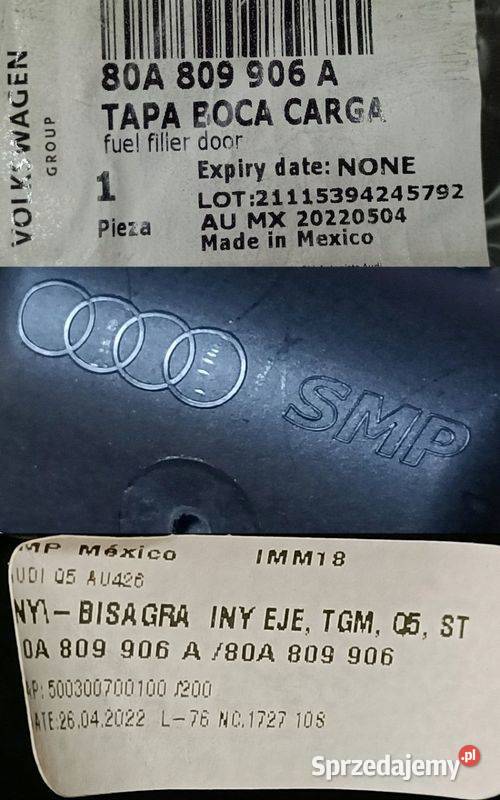 VOLKSWAGEN
GROUP
80A 809 906 A
TAPA BOCA CARGA
fuel filler door
1
Pieza
Expiry date: NONE
LOT:21115394245792
AU MX 20220504
Made in Mexico
SMP
MP México IMM18
UDI Q5 AU426
NYI-BISAGRA INY EJE, TGM, Q5, ST
0A 809 906 A /80A 809 906
AP:500300700100 /200
ATE:26.04.2022 L-76 NC.1727 108
Sprzedajemy.pl